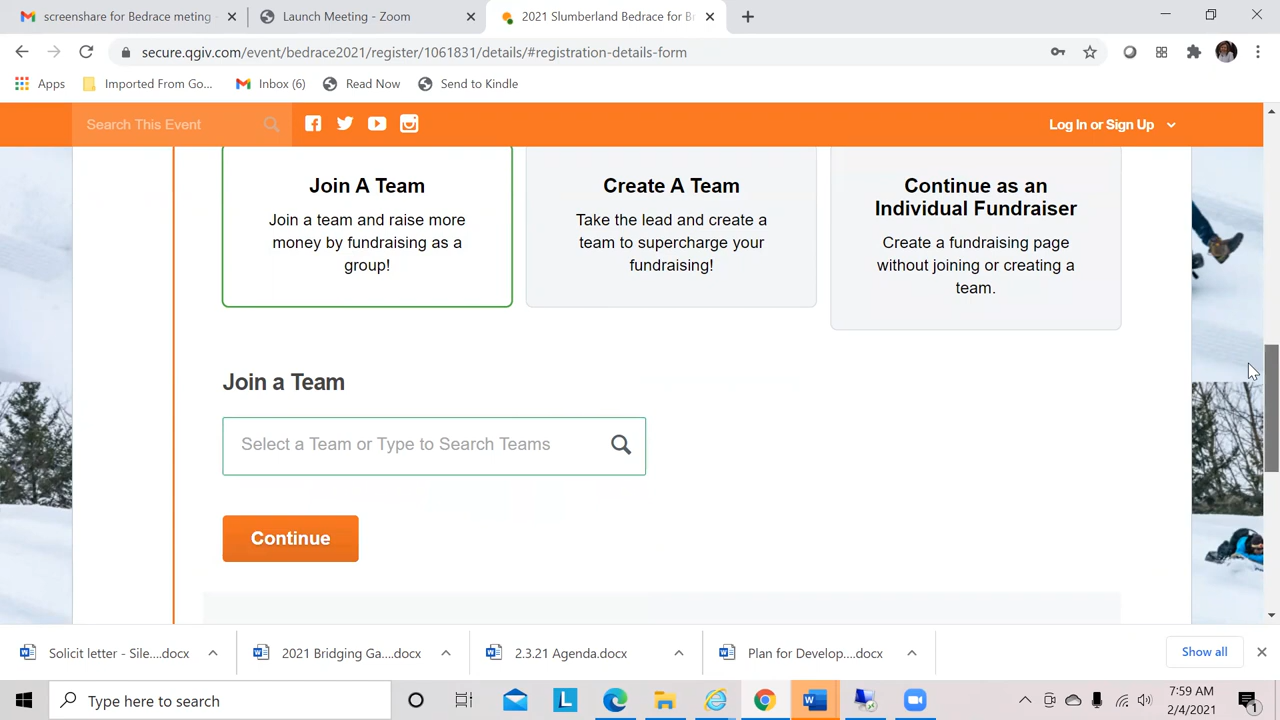 screenshare for Bedrace meting -
Launch Meeting - Zoom
2021 Slumberland Bedrace for Br
secure.qgiv.com/event/bedrace2021/register/1061831/details/#registration-details-form
Apps
Imported From Go...
Inbox (6)
Read Now
Send to Kindle
Search This Event
Log In or Sign Up
Join A Team
Join a team and raise more
money by fundraising as a
group!
Create A Team
Take the lead and create a
team to supercharge your
fundraising!
Continue as an
Individual Fundraiser
Create a fundraising page
without joining or creating a
team.
Join a Team
Select a Team or Type to Search Teams
Continue
Solicit letter - Sile....docx
2021 Bridging Ga....docx
2.3.21 Agenda.docx
Plan for Develop....docx
Show all
Type here to search
L
7:59 AM
2/4/2021
1